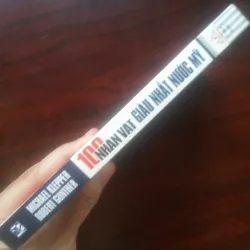 100 NHÂN VẬT GIÀU NHẤT NƯỚC MỸ
MICHAEL KLEPPER
ROBERT GUNTHER